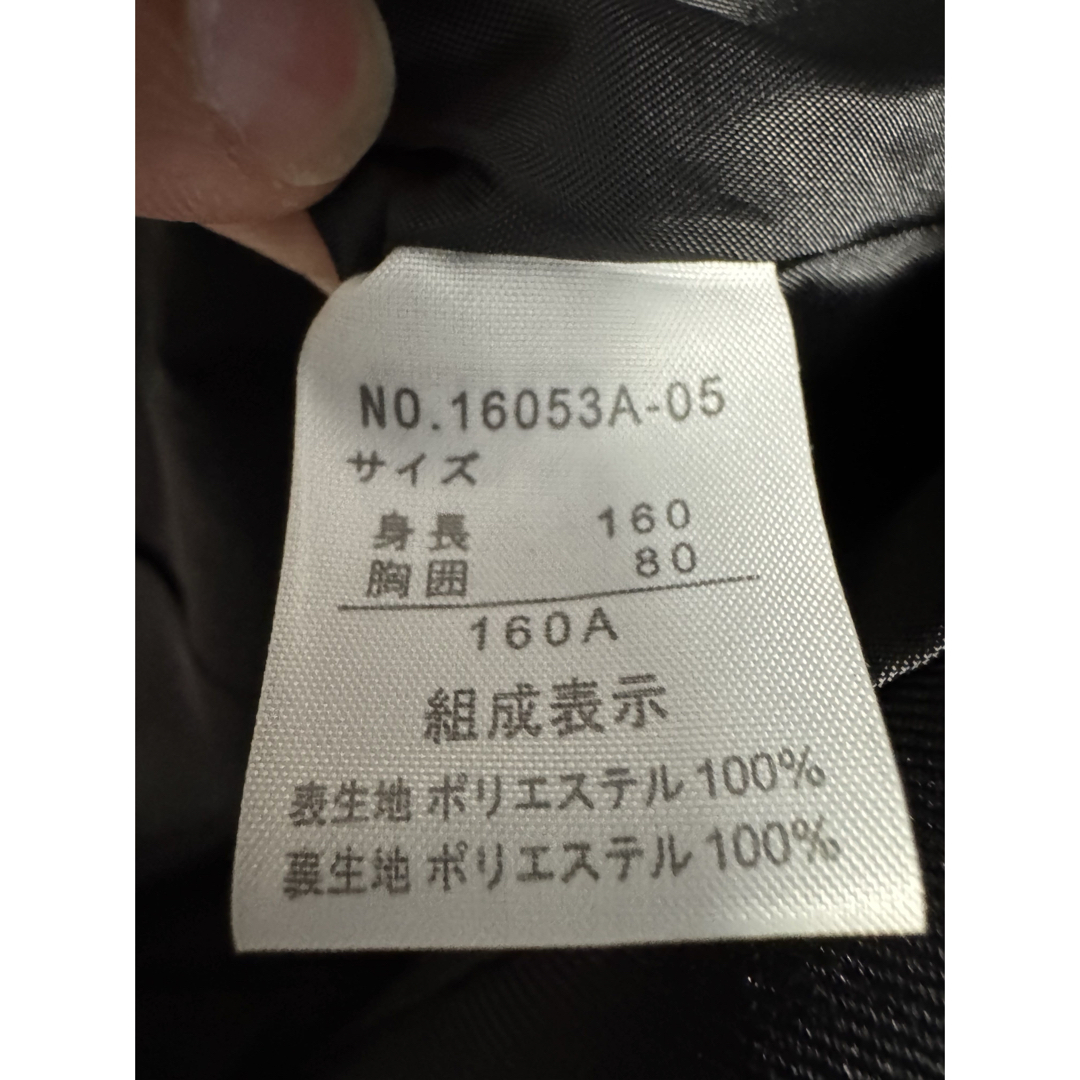 NO.16053A-05
サイズ
身長 160
胸囲 80
160A
組成表示
表生地 ポリエステル100%
裏生地 ポリエステル100%